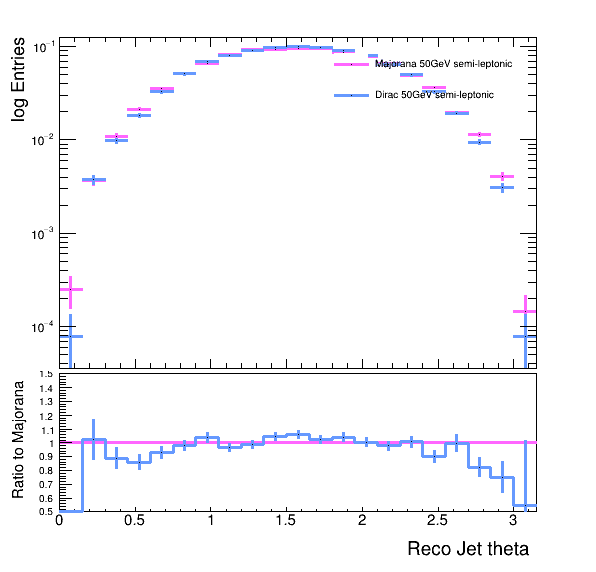 log Entries
10⁻¹
10⁻²
10⁻³
10⁻⁴
Majorana 50GeV semi-leptonic
Dirac 50GeV semi-leptonic
Ratio to Majorana
1.5
1.4
1.3
1.2
1.1
1
0.9
0.8
0.7
0.6
0.5
0 0.5 1 1.5 2 2.5 3
Reco Jet theta